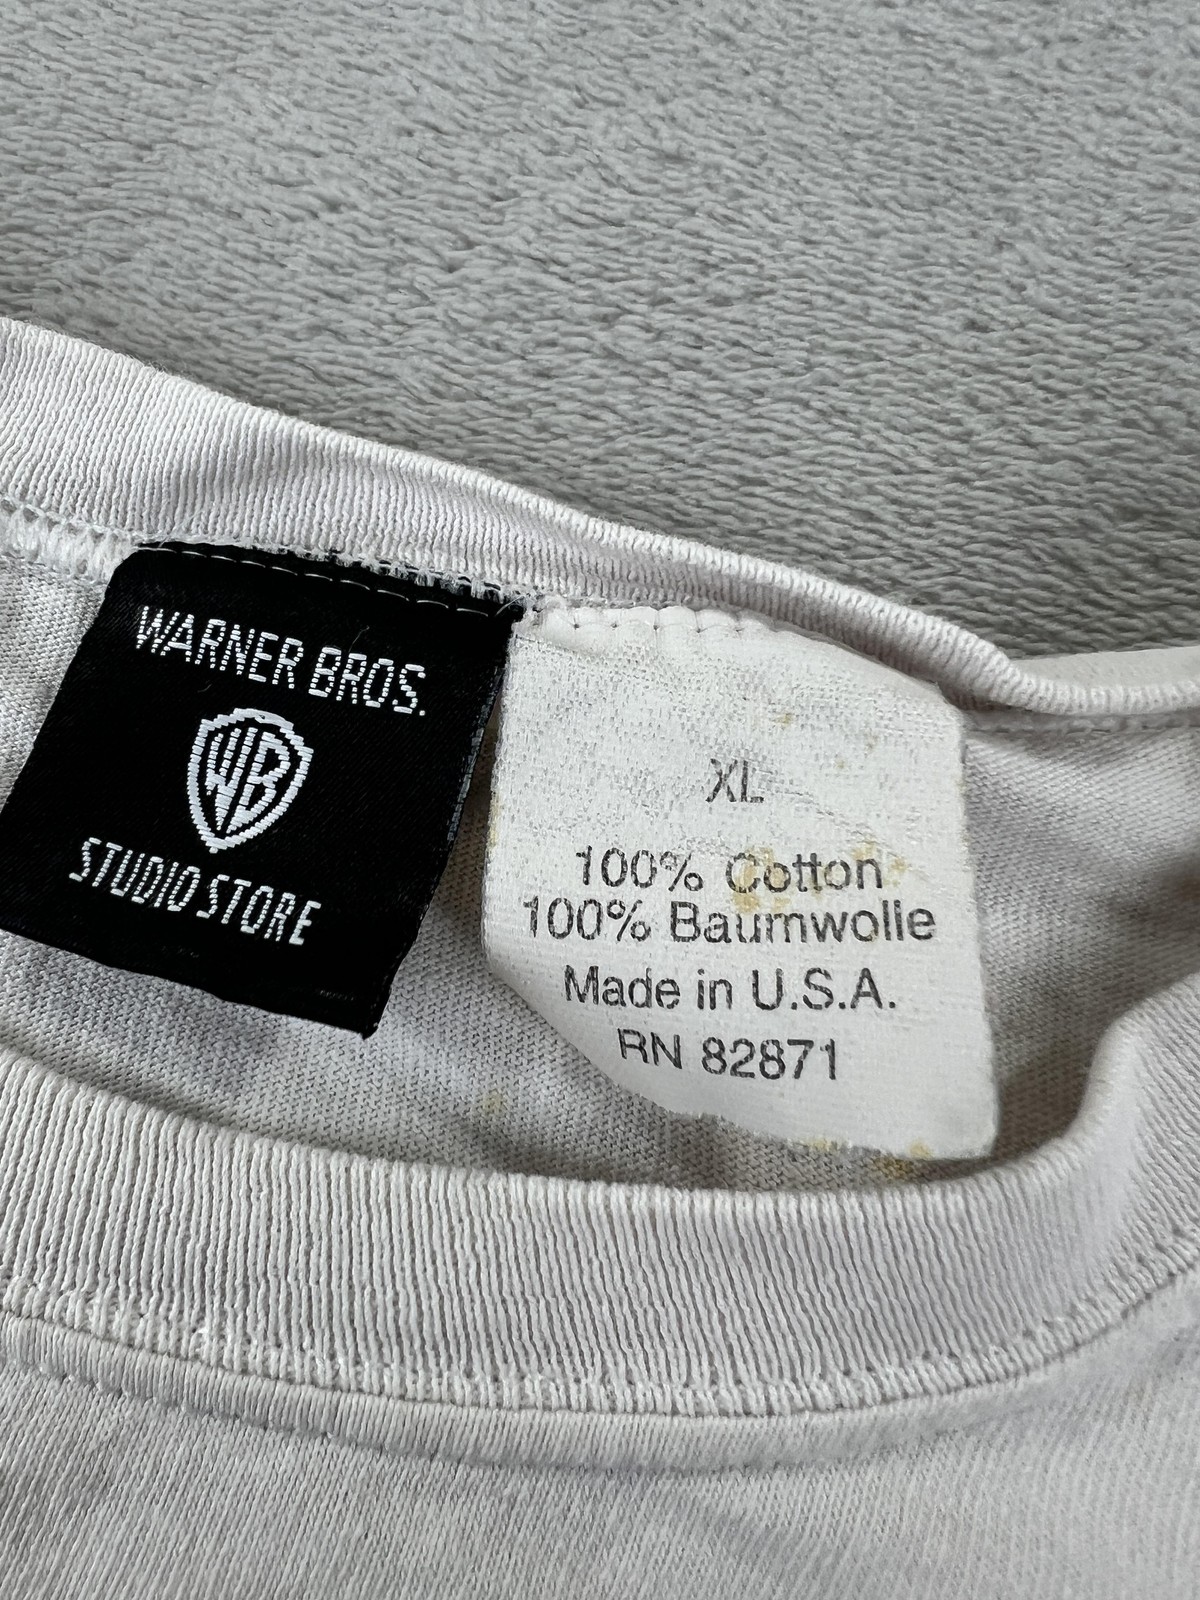 WARNER BROS.
WB
STUDIO STORE
XL
100% Cotton
100% Baumwolle
Made in U.S.A.
RN 82871